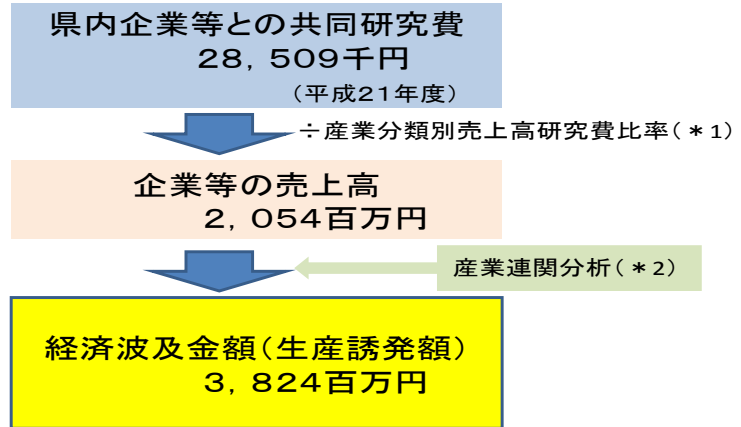 県内企業等との共同研究費
２８，５０９千円
（平成２１年度）
÷産業分類別売上高研究費比率（＊1）
企業等の売上高
２，０５４百万円
産業連関分析（＊2）
経済波及金額（生産誘発額）
３，８２４百万円